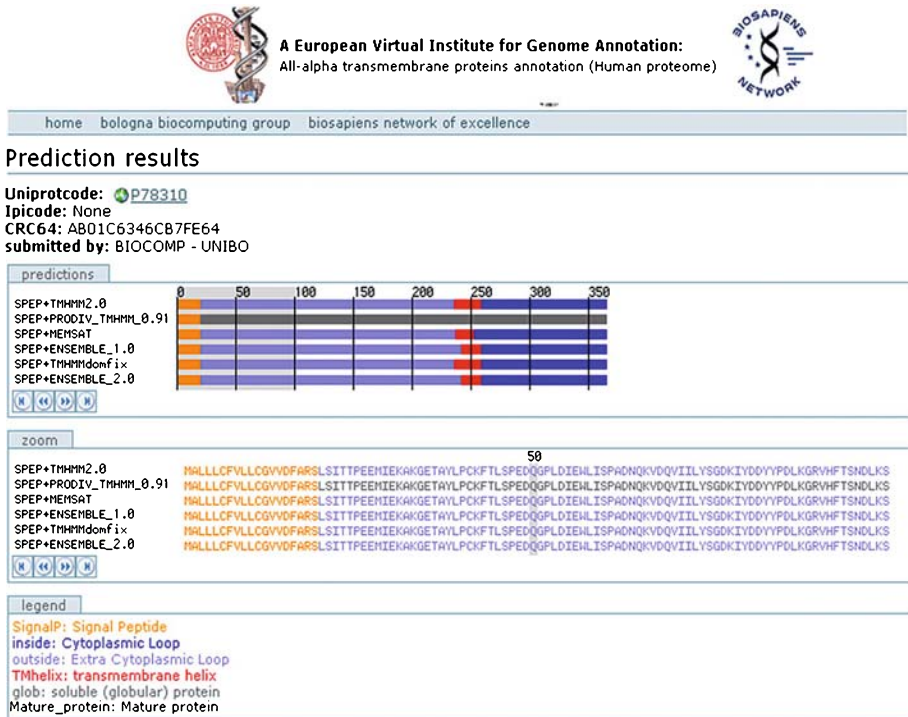 A European Virtual Institute for Genome Annotation:
All-alpha transmembrane proteins annotation (Human proteome)
BIOSAPIENS
NETWORK
home bologna biocomputing group biosapiens network of excellence
Prediction results
Uniprotcode: P78310
Ipicode: None
CRC64: AB01C6346CB7FE64
submitted by: BIOCOMP - UNIBO
predictions
0 50 100 150 200 250 300 350
SPEP+TMHMM2.0
SPEP+PRODIV_TMHMM_0.91
SPEP+MEMSAT
SPEP+ENSEMBLE_1.0
SPEP+TMHMMdomfix
SPEP+ENSEMBLE_2.0
zoom
50
SPEP+TMHMM2.0 MALLLCFVLLCGVVDFARSLSITTPEEMIEKAKGETAYLPCKFTLSPEDQGPLDIEWLISPADNQKVDQVIILYSGDKIYDDYYPDLKGRVHFTSNDLKS
SPEP+PRODIV_TMHMM_0.91 MALLLCFVLLCGVVDFARSLSITTPEEMIEKAKGETAYLPCKFTLSPEDQGPLDIEWLISPADNQKVDQVIILYSGDKIYDDYYPDLKGRVHFTSNDLKS
SPEP+MEMSAT MALLLCFVLLCGVVDFARSLSITTPEEMIEKAKGETAYLPCKFTLSPEDQGPLDIEWLISPADNQKVDQVIILYSGDKIYDDYYPDLKGRVHFTSNDLKS
SPEP+ENSEMBLE_1.0 MALLLCFVLLCGVVDFARSLSITTPEEMIEKAKGETAYLPCKFTLSPEDQGPLDIEWLISPADNQKVDQVIILYSGDKIYDDYYPDLKGRVHFTSNDLKS
SPEP+TMHMMdomfix MALLLCFVLLCGVVDFARSLSITTPEEMIEKAKGETAYLPCKFTLSPEDQGPLDIEWLISPADNQKVDQVIILYSGDKIYDDYYPDLKGRVHFTSNDLKS
SPEP+ENSEMBLE_2.0 MALLLCFVLLCGVVDFARSLSITTPEEMIEKAKGETAYLPCKFTLSPEDQGPLDIEWLISPADNQKVDQVIILYSGDKIYDDYYPDLKGRVHFTSNDLKS
legend
SignalP: Signal Peptide
inside: Cytoplasmic Loop
outside: Extra Cytoplasmic Loop
TMhelix: transmembrane helix
glob: soluble (globular) protein
Mature_protein: Mature protein